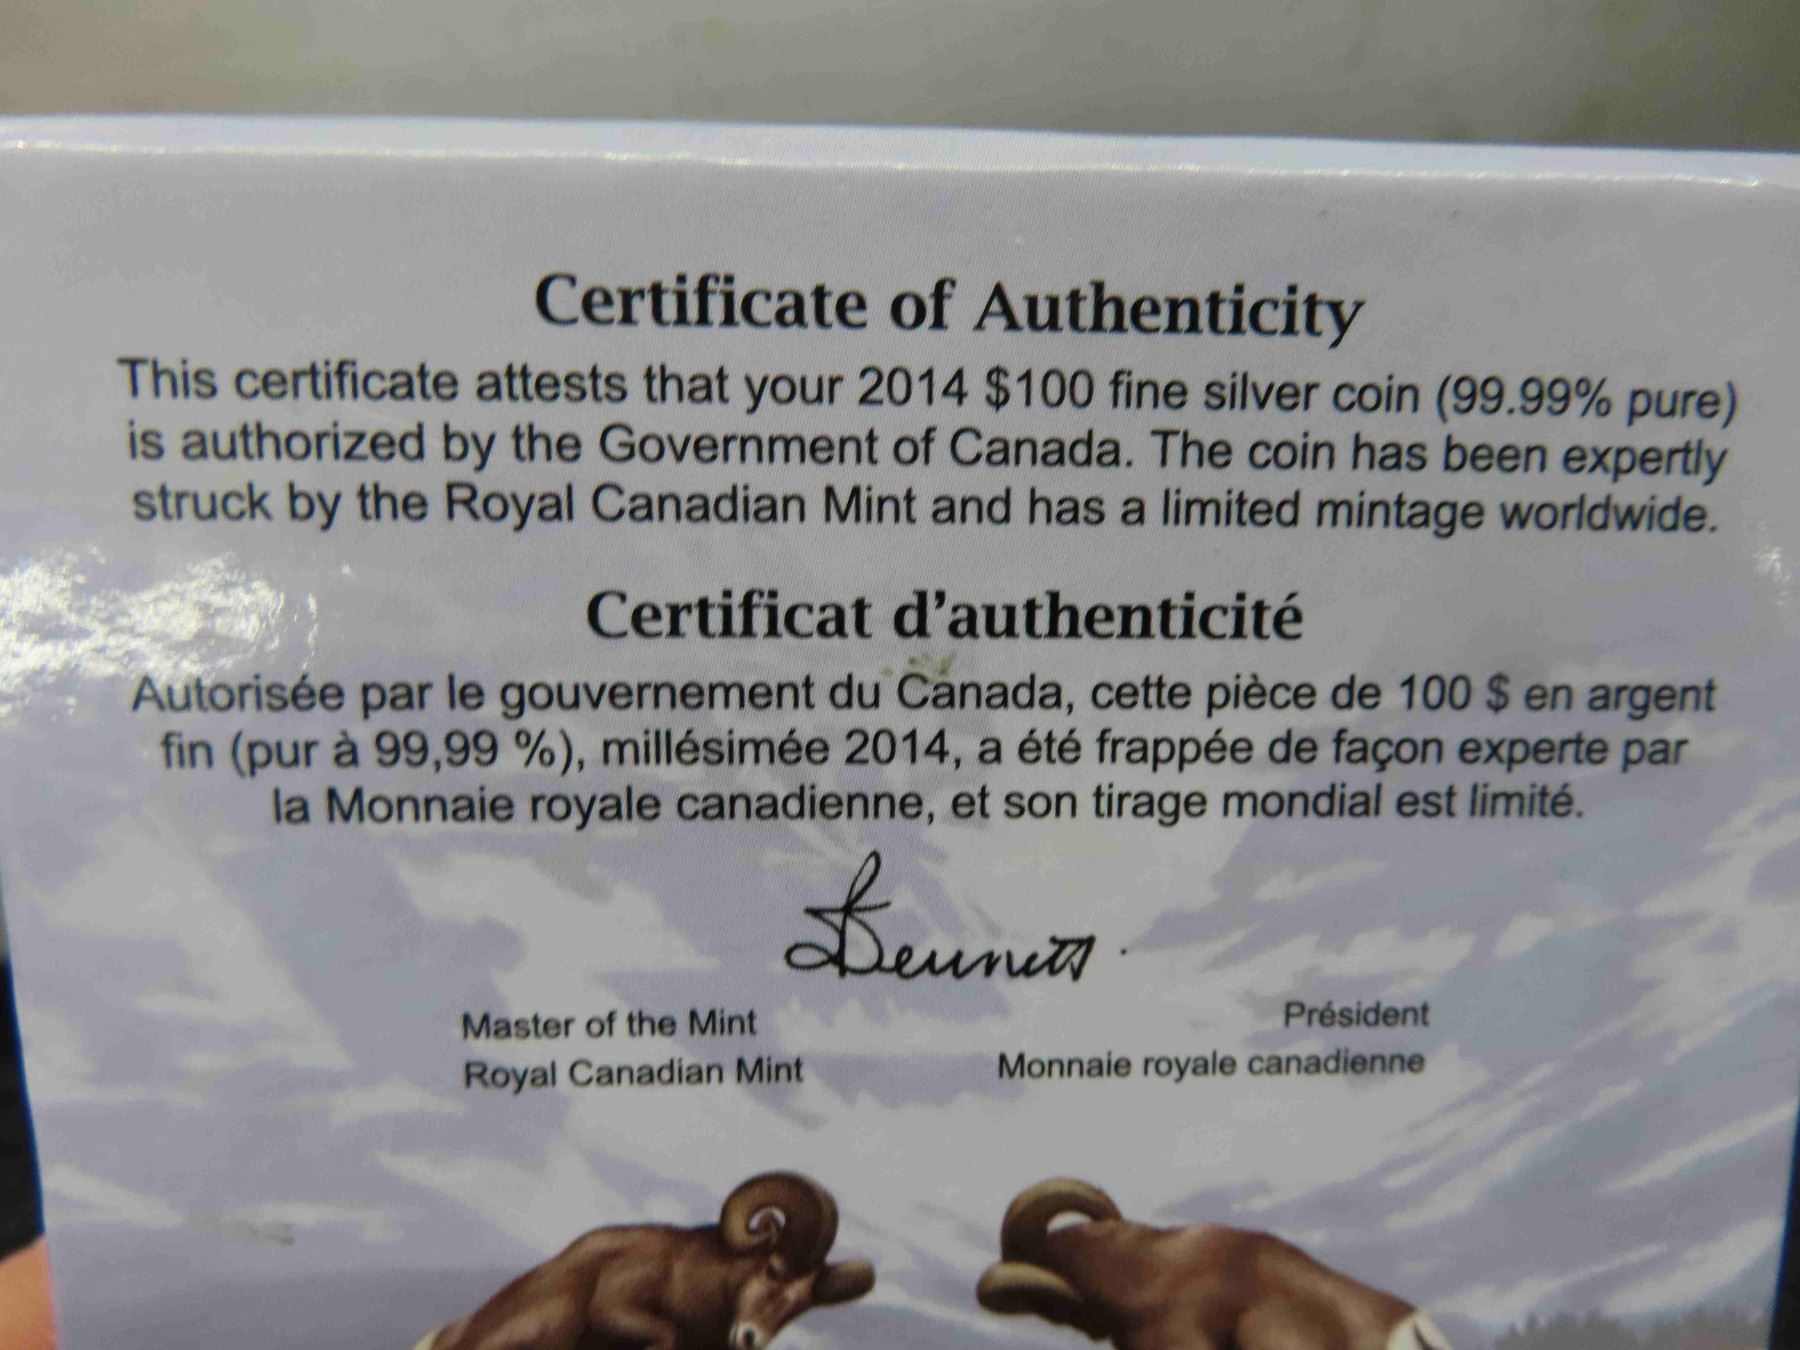 Certificate of Authenticity
This certificate attests that your 2014 $100 fine silver coin (99.99% pure)
is authorized by the Government of Canada. The coin has been expertly
struck by the Royal Canadian Mint and has a limited mintage worldwide.
Certificat d'authenticité
Autorisée par le gouvernement du Canada, cette pièce de 100 $ en argent
fin (pur à 99,99 %), millésimée 2014, a été frappée de façon experte par
la Monnaie royale canadienne, et son tirage mondial est limité.
Bennett
Master of the Mint
Royal Canadian Mint
Président
Monnaie royale canadienne